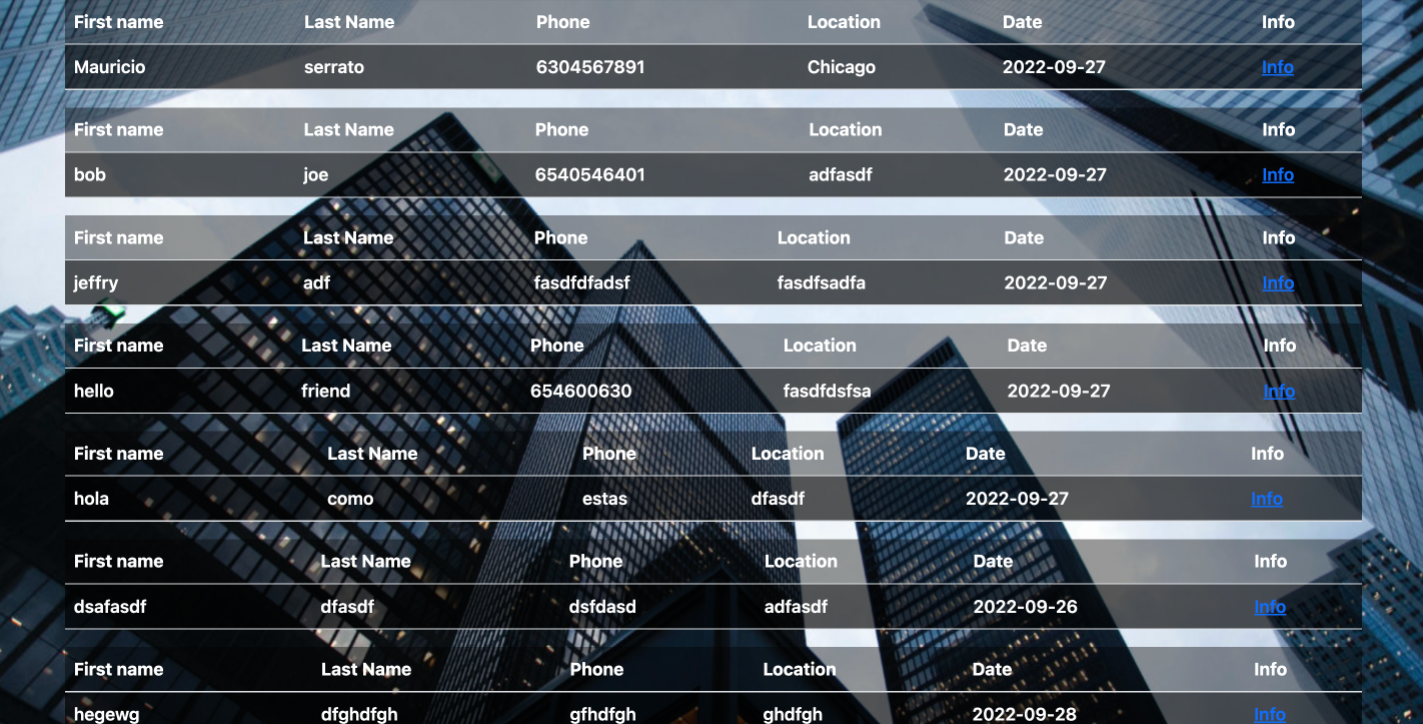 First name Last Name Phone Location Date Info
Mauricio serrato 6304567891 Chicago 2022-09-27 Info
First name Last Name Phone Location Date Info
bob joe 6540546401 adfasdf 2022-09-27 Info
First name Last Name Phone Location Date Info
jeffry adf fasdfdfadsf fasdfsadfa 2022-09-27 Info
First name Last Name Phone Location Date Info
hello friend 654600630 fasdfdsfsa 2022-09-27 Info
First name Last Name Phone Location Date Info
hola como estas dfasdf 2022-09-27 Info
First name Last Name Phone Location Date Info
dsafasdf dfasdf dsfdasd adfasdf 2022-09-26 Info
First name Last Name Phone Location Date Info
hegewg dfghdfgh gfhdfgh ghdfgh 2022-09-28 Info